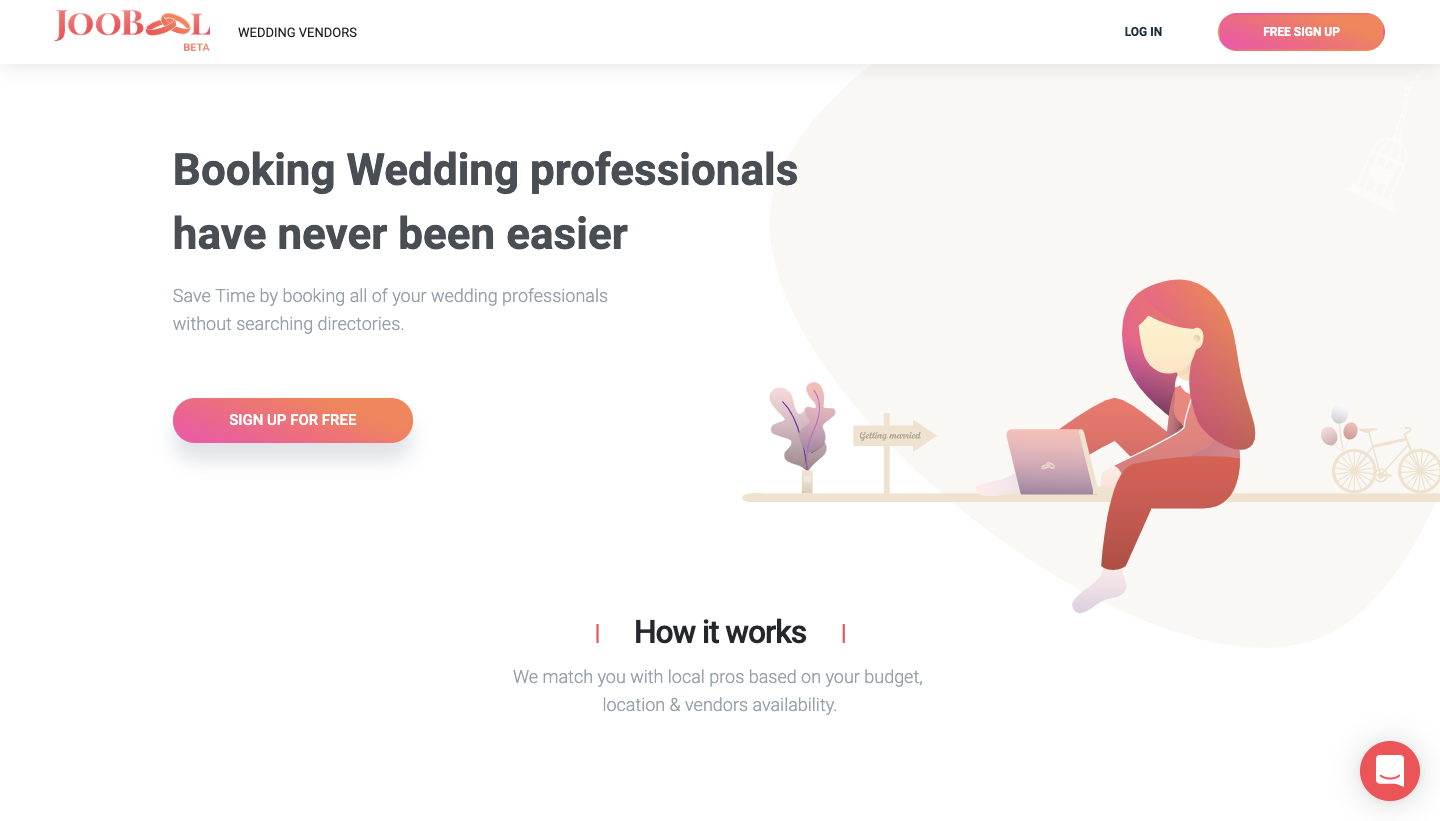 JOOBOOL
BETA
WEDDING VENDORS
LOG IN
FREE SIGN UP
Booking Wedding professionals
have never been easier
Save Time by booking all of your wedding professionals
without searching directories.
SIGN UP FOR FREE
Getting married
How it works
We match you with local pros based on your budget,
location & vendors availability.